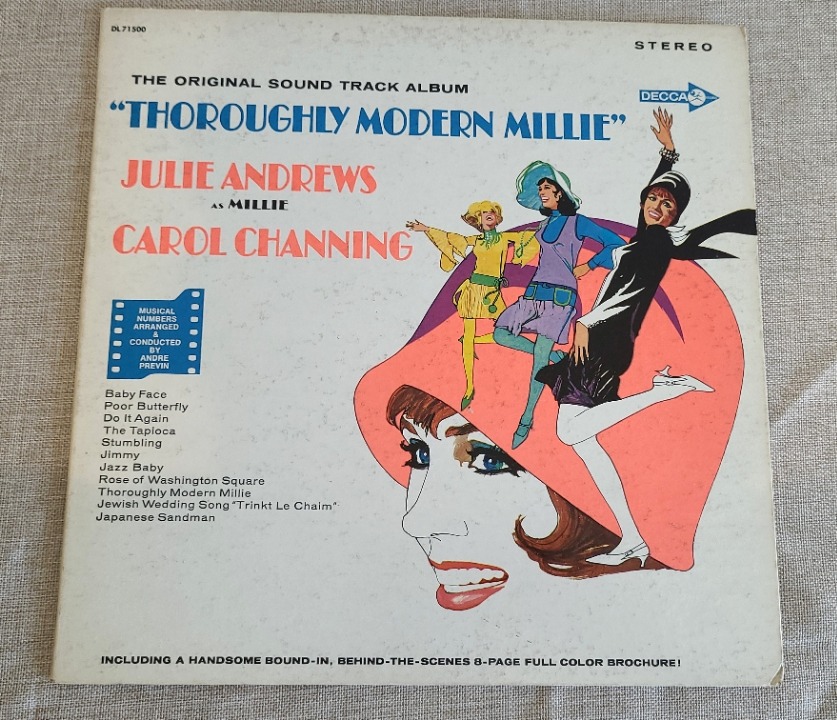 DL 71500
STEREO
THE ORIGINAL SOUND TRACK ALBUM
DECCA
"THOROUGHLY MODERN MILLIE"
JULIE ANDREWS
AS MILLIE
CAROL CHANNING
MUSICAL
NUMBERS
ARRANGED
&
CONDUCTED
BY
ANDRE
PREVIN
Baby Face
Poor Butterfly
Do It Again
The Tapioca
Stumbling
Jimmy
Jazz Baby
Rose of Washington Square
Thoroughly Modern Millie
Jewish Wedding Song "Trinkt Le Chaim"
Japanese Sandman
INCLUDING A HANDSOME BOUND-IN, BEHIND-THE-SCENES 8-PAGE FULL COLOR BROCHURE!